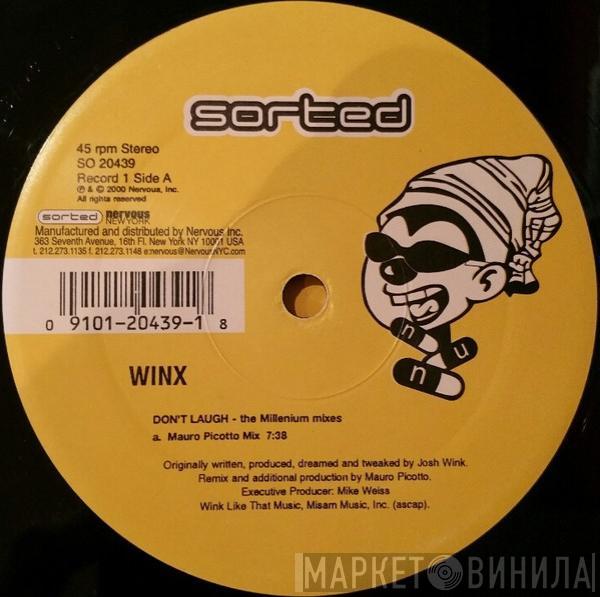 sorted
45 rpm Stereo
SO 20439
Record 1 Side A
℗ & © 2000 Nervous, Inc.
All rights reserved
sorted nervous
NEW YORK
Manufactured and distributed by Nervous Inc.
363 Seventh Avenue, 16th Fl. New York NY 10001 USA
t. 212.273.1135 f. 212.273.1148 e:nervous@NervousNYC.com
0 9101-20439-1 8
n u n
WINX
DON'T LAUGH - the Millenium mixes
a. Mauro Picotto Mix 7:38
Originally written, produced, dreamed and tweaked by Josh Wink.
Remix and additional production by Mauro Picotto.
Executive Producer: Mike Weiss
Wink Like That Music, Misam Music, Inc. (ascap).
МАРКЕТ ВИНИЛА